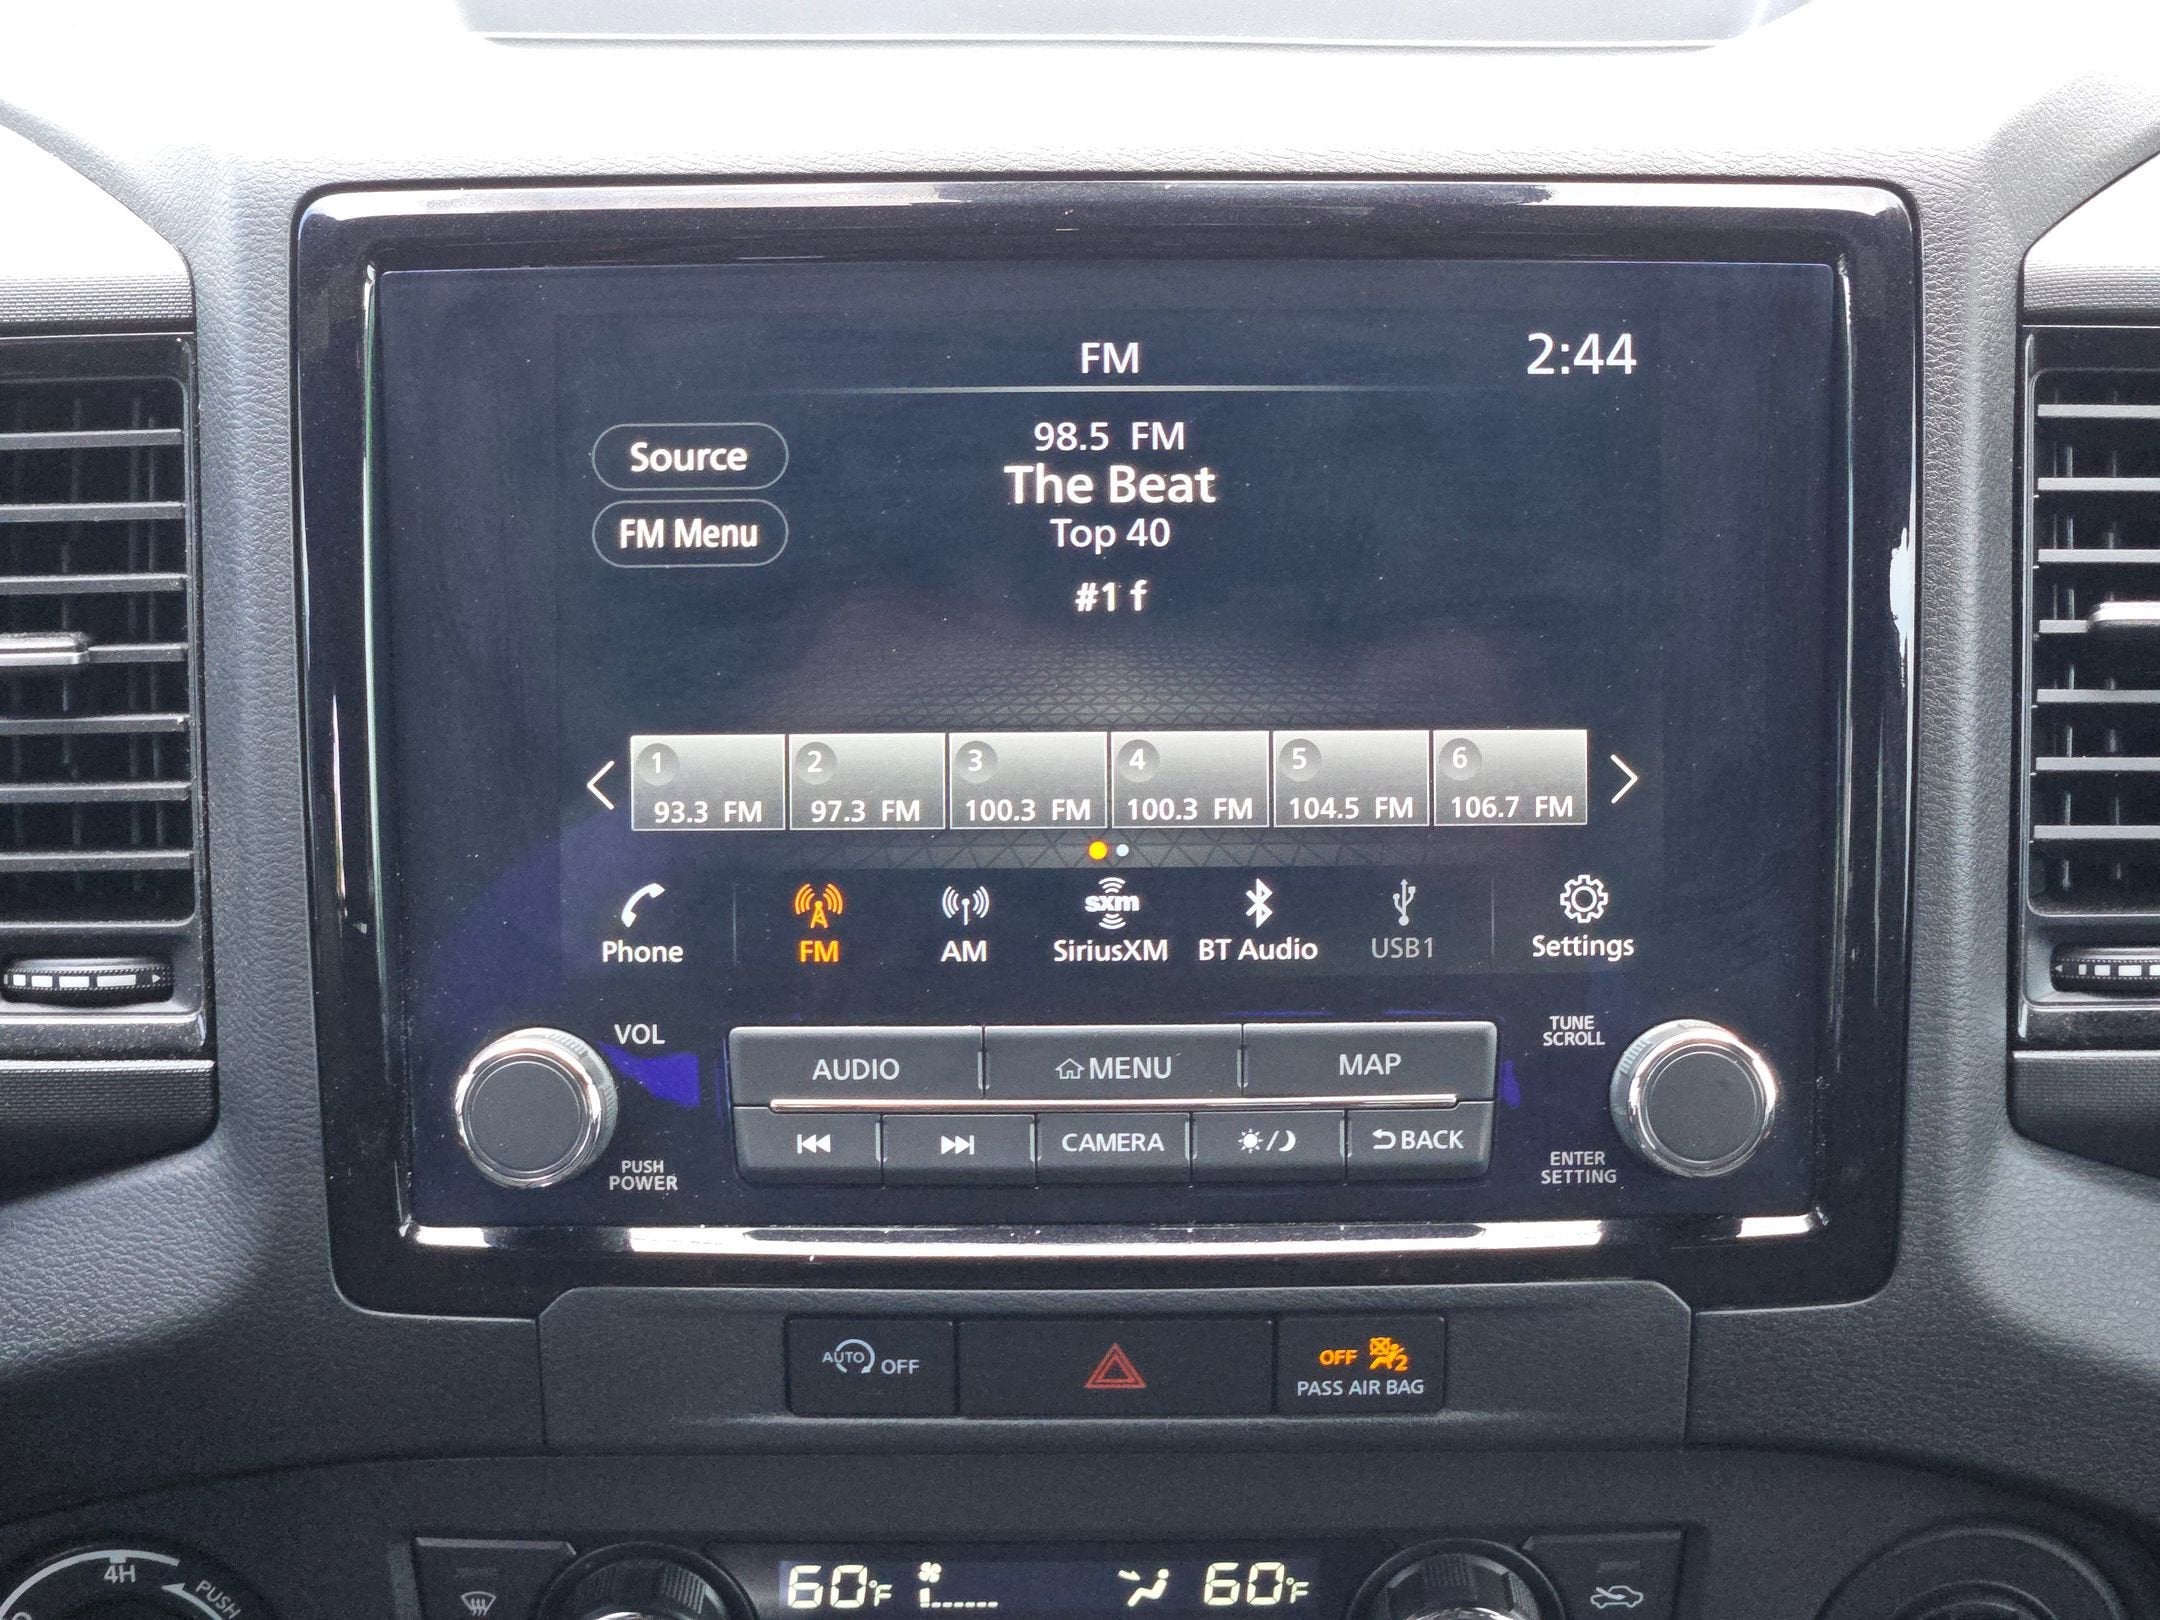 FM
2:44
Source
98.5 FM
The Beat
FM Menu
Top 40
#1 f
1 2 3 4 5 6
93.3 FM 97.3 FM 100.3 FM 100.3 FM 104.5 FM 106.7 FM
sxm
Phone FM AM SiriusXM BT Audio USB1 Settings
VOL
TUNE
SCROLL
AUDIO MENU MAP
CAMERA / BACK
PUSH
POWER
ENTER
SETTING
AUTO OFF
OFF 2
PASS AIR BAG
4H
PUSH
60°F 60°F